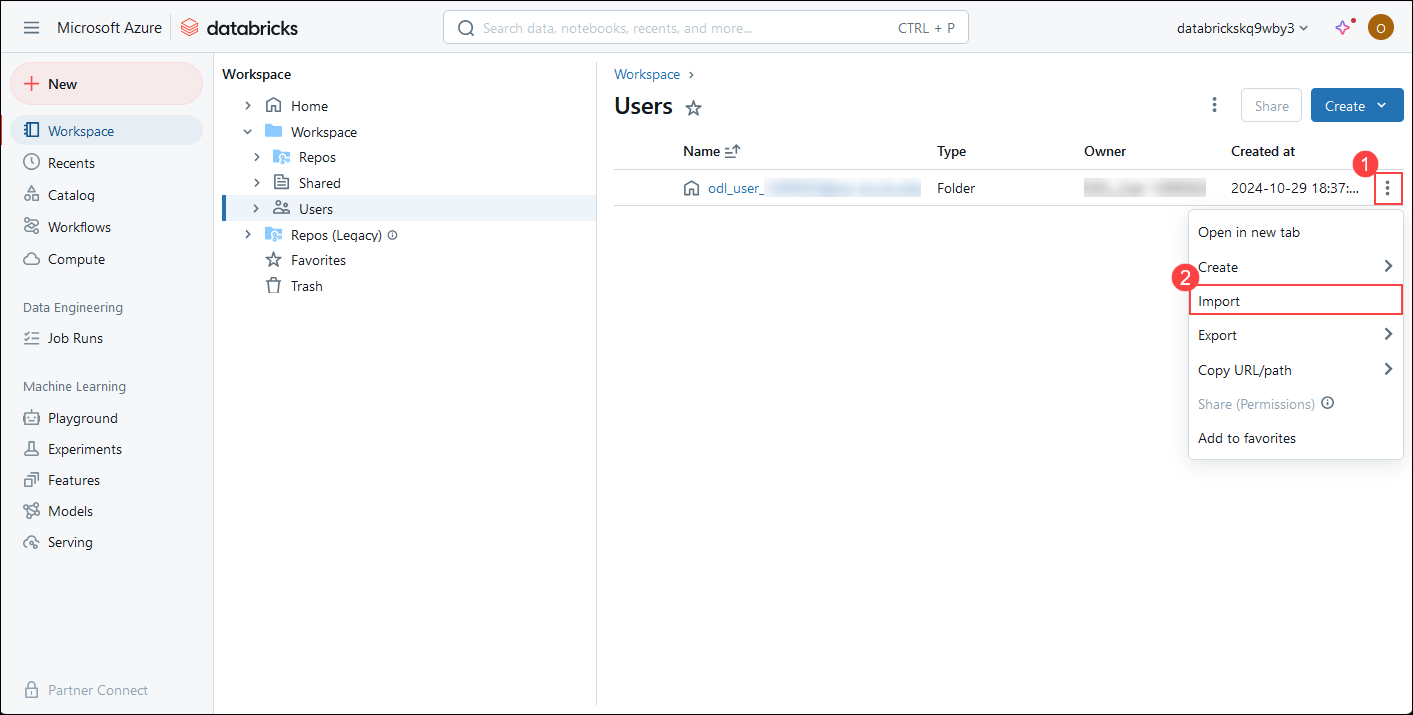 Microsoft Azure
databricks
Search data, notebooks, recents, and more...
CTRL + P
databrickskq9wby3
O
New
Workspace
Recents
Catalog
Workflows
Compute
Data Engineering
Job Runs
Machine Learning
Playground
Experiments
Features
Models
Serving
Partner Connect
Workspace
Home
Workspace
Repos
Shared
Users
Repos (Legacy)
Favorites
Trash
Workspace
Users
Share
Create
Name Type Owner Created at
1
odl_user_ Folder 2024-10-29 18:37:...
Open in new tab
Create
2
Import
Export
Copy URL/path
Share (Permissions)
Add to favorites